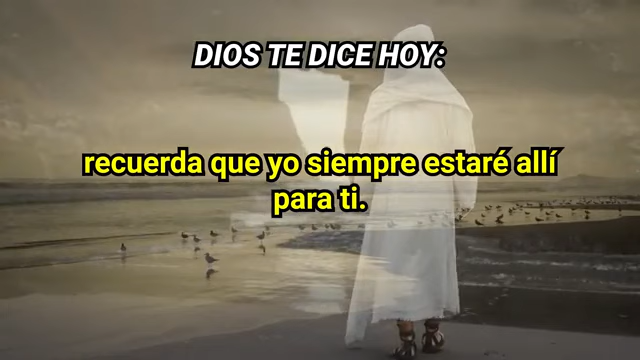 DIOS TE DICE HOY:
recuerda que yo siempre estaré allí
para ti.